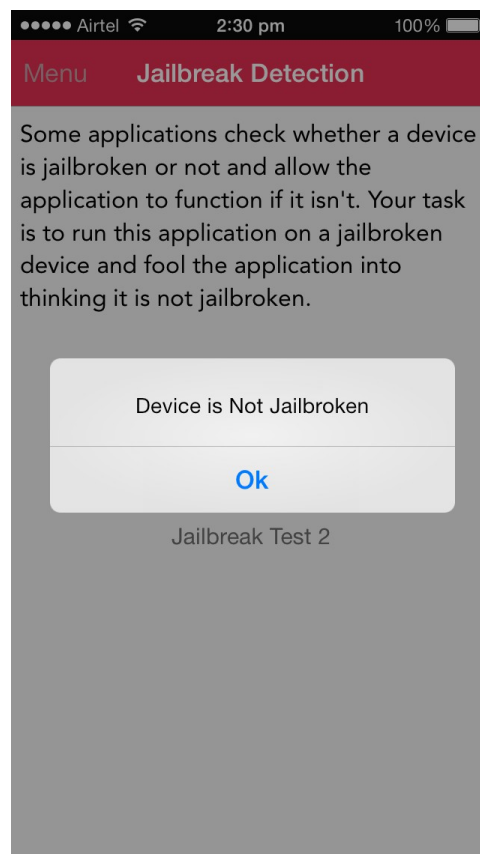 Airtel 2:30 pm 100%
Menu Jailbreak Detection
Some applications check whether a device
is jailbroken or not and allow the
application to function if it isn't. Your task
is to run this application on a jailbroken
device and fool the application into
thinking it is not jailbroken.
Device is Not Jailbroken
Ok
Jailbreak Test 2